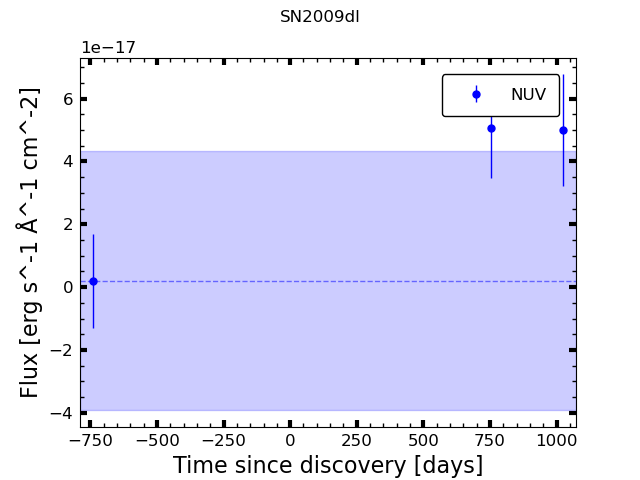 SN2009dl
1e−17
NUV
6
4
2
0
−2
−4
Flux [erg s^-1 Å^-1 cm^-2]
−750 −500 −250 0 250 500 750 1000
Time since discovery [days]